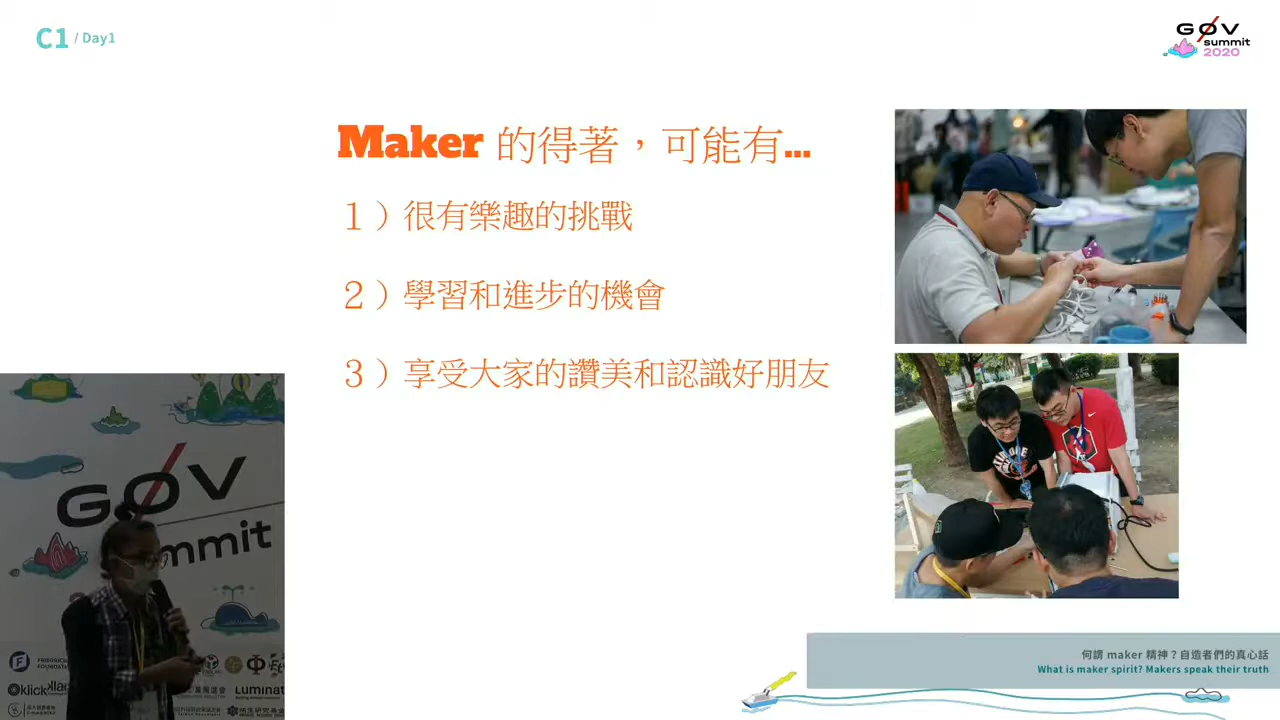 C1 / Day1
GØV
summit
2020
Maker 的得著，可能有...
1）很有樂趣的挑戰
2）學習和進步的機會
3）享受大家的讚美和認識好朋友
GØV
mmit
klick
何謂 maker 精神？自造者們的真心話
What is maker spirit? Makers speak their truth